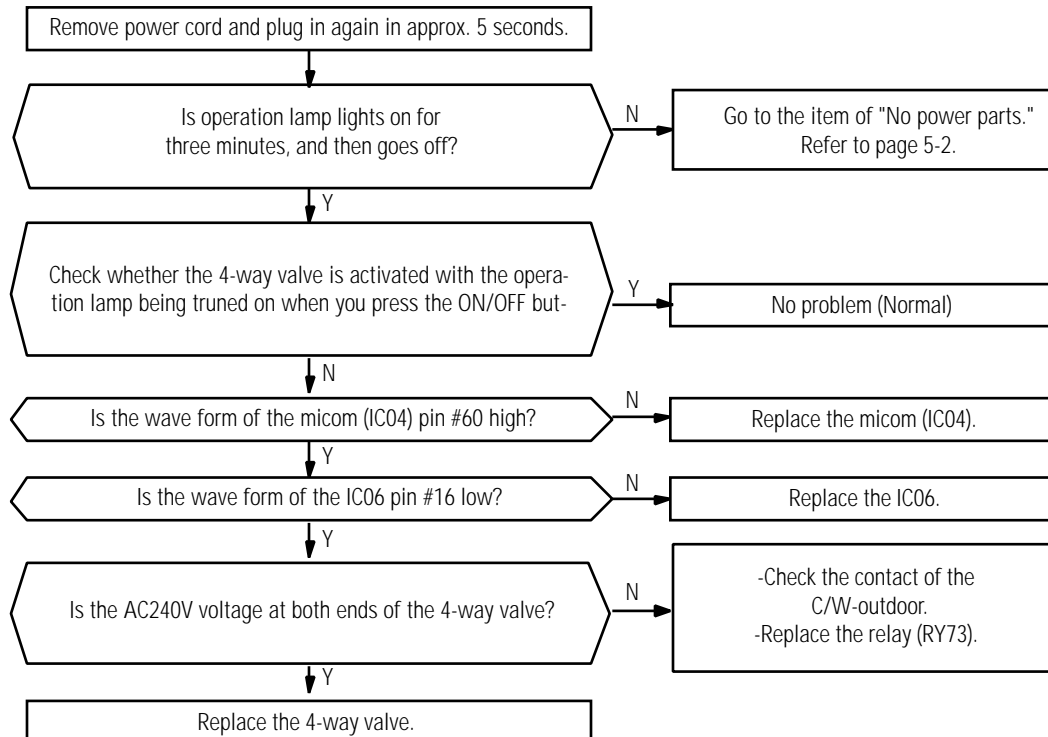 Remove power cord and plug in again in approx. 5 seconds.
Is operation lamp lights on for
three minutes, and then goes off?
N
Go to the item of "No power parts."
Refer to page 5-2.
Y
Check whether the 4-way valve is activated with the opera-
tion lamp being truned on when you press the ON/OFF but-
Y
No problem (Normal)
N
Is the wave form of the micom (IC04) pin #60 high?
N
Replace the micom (IC04).
Y
Is the wave form of the IC06 pin #16 low?
N
Replace the IC06.
Y
Is the AC240V voltage at both ends of the 4-way valve?
N
-Check the contact of the
C/W-outdoor.
-Replace the relay (RY73).
Y
Replace the 4-way valve.